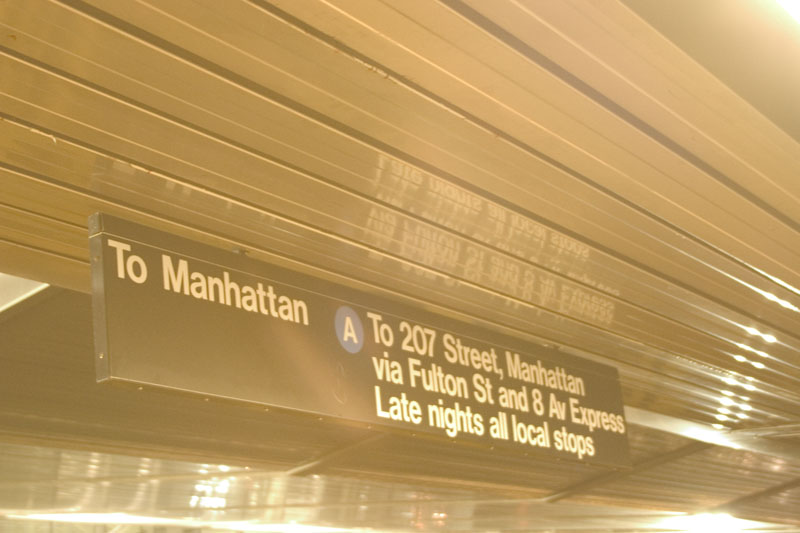 To Manhattan
A
To 207 Street, Manhattan
via Fulton St and 8 Av Express
Late nights all local stops